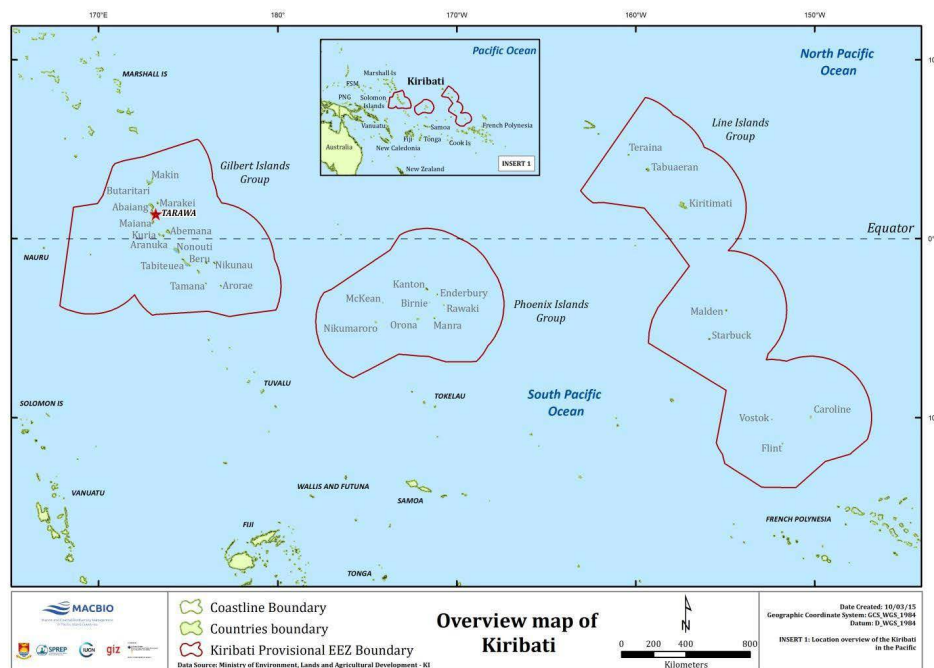 170°E
180°
170°W
160°W
150°W
Pacific Ocean
Kiribati
Marshall Is
FSM
PNG
Solomon
Islands
Vanuatu
Samoa
French Polynesia
Fiji
Tonga
New Caledonia
Cook Is
Australia
New Zealand
INSERT 1
North Pacific
Ocean
MARSHALL IS
Gilbert Islands
Group
Makin
Butaritari
Abaiang
Marakei
TARAWA
Maiana
Kuria
Abemana
Aranuka
Nonouti
Beru
Tabiteuea
Nikunau
Tamana
Arorae
NAURU
Line Islands
Group
Teraina
Tabuaeran
Kiritimati
Equator
0°
Kanton
McKean
Enderbury
Birnie
Rawaki
Nikumaroro
Orona
Manra
Phoenix Islands
Group
Malden
Starbuck
TUVALU
TOKELAU
South Pacific
Ocean
SOLOMON IS
Vostok
Caroline
Flint
VANUATU
WALLIS AND FUTUNA
SAMOA
FIJI
TONGA
FRENCH POLYNESIA
MACBIO
SPREP
IUCN
giz
Coastline Boundary
Countries boundary
Kiribati Provisional EEZ Boundary
Data Source: Ministry of Environment, Lands and Agricultural Development - KI
Overview map of
Kiribati
N
0 200 400 800
Kilometers
Date Created: 10/03/15
Geographic Coordinate System: GCS_WGS_1984
Datum: D_WGS_1984
INSERT 1: Location overview of the Kiribati
in the Pacific